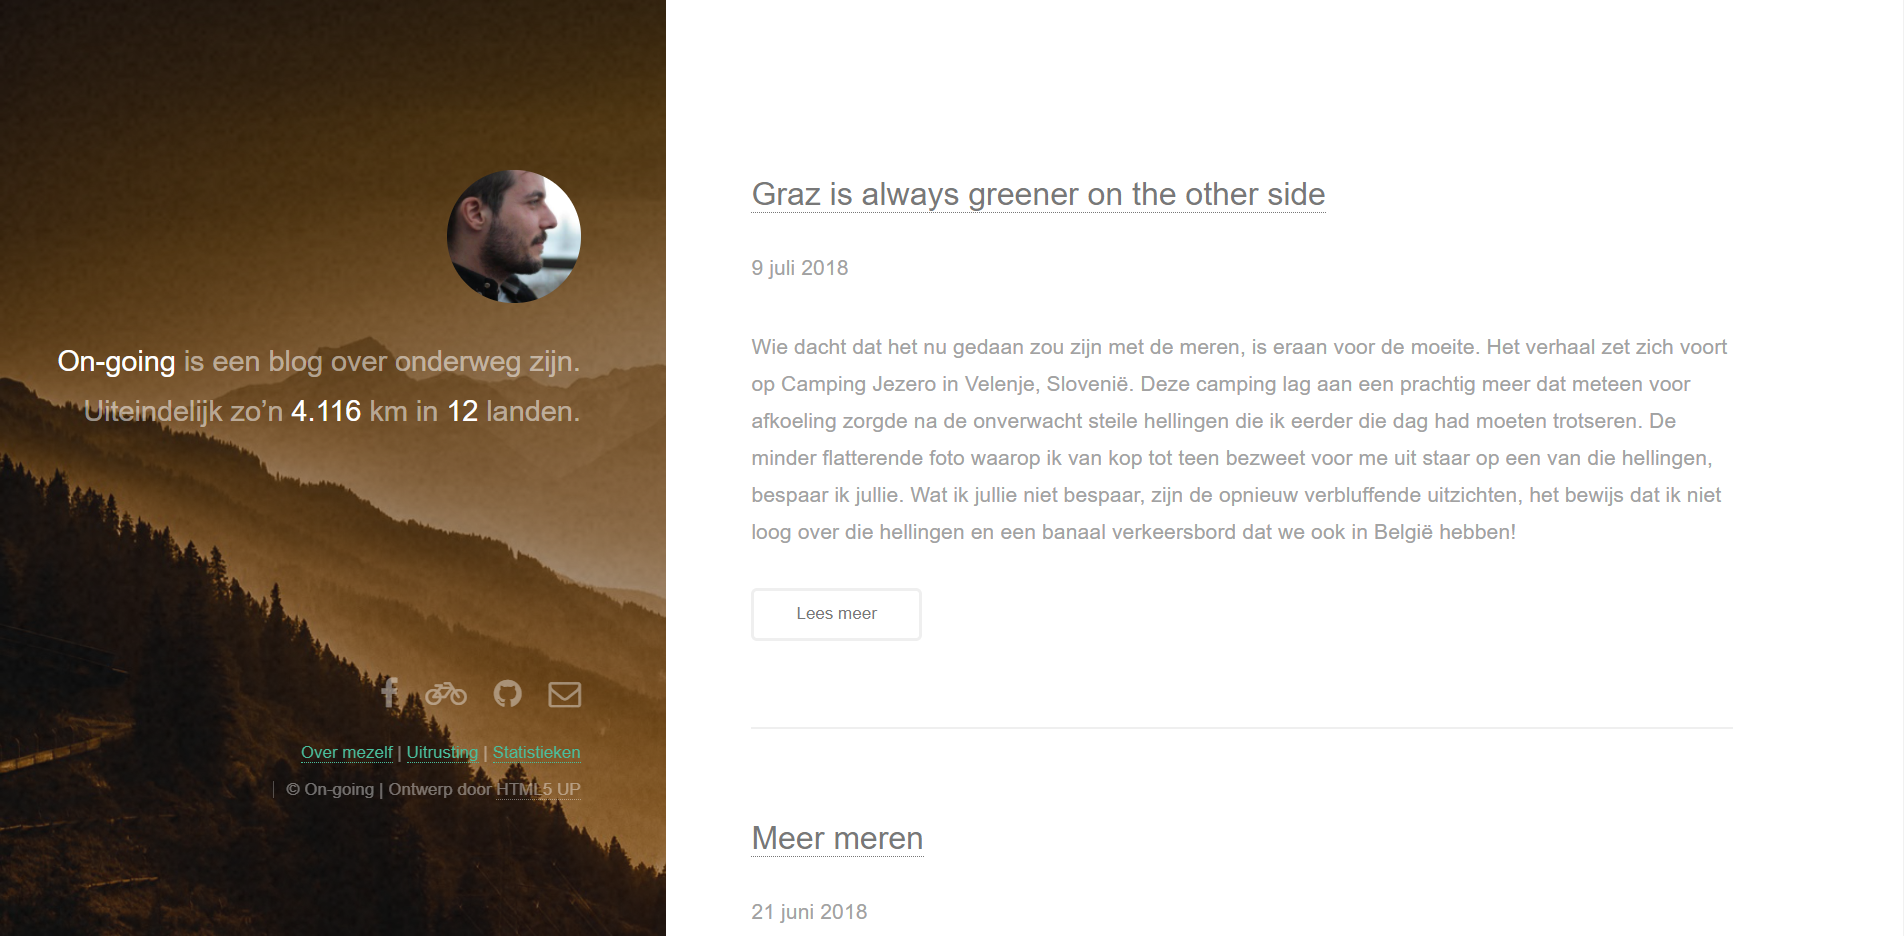 On-going is een blog over onderweg zijn.
Uiteindelijk zo’n 4.116 km in 12 landen.
Over mezelf | Uitrusting | Statistieken
© On-going | Ontwerp door HTML5 UP
Graz is always greener on the other side
9 juli 2018
Wie dacht dat het nu gedaan zou zijn met de meren, is eraan voor de moeite. Het verhaal zet zich voort
op Camping Jezero in Velenje, Slovenië. Deze camping lag aan een prachtig meer dat meteen voor
afkoeling zorgde na de onverwacht steile hellingen die ik eerder die dag had moeten trotseren. De
minder flatterende foto waarop ik van kop tot teen bezweet voor me uit staar op een van die hellingen,
bespaar ik jullie. Wat ik jullie niet bespaar, zijn de opnieuw verbluffende uitzichten, het bewijs dat ik niet
loog over die hellingen en een banaal verkeersbord dat we ook in België hebben!
Lees meer
Meer meren
21 juni 2018